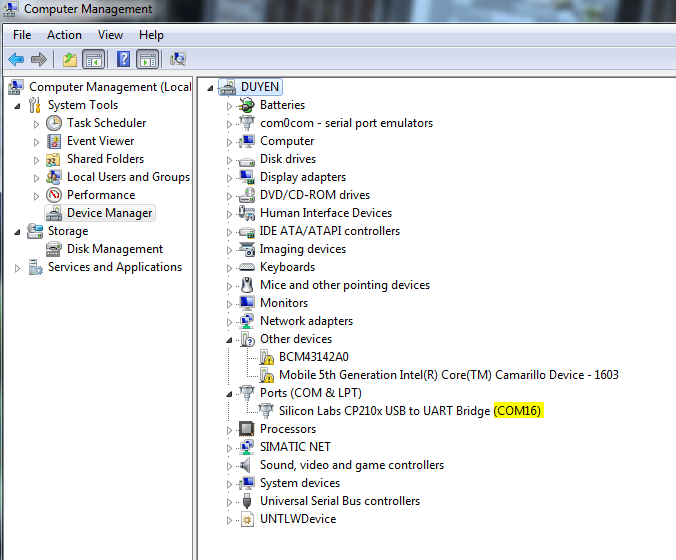 Computer Management
File Action View Help
Computer Management (Local
System Tools
Task Scheduler
Event Viewer
Shared Folders
Local Users and Groups
Performance
Device Manager
Storage
Disk Management
Services and Applications
DUYEN
Batteries
com0com - serial port emulators
Computer
Disk drives
Display adapters
DVD/CD-ROM drives
Human Interface Devices
IDE ATA/ATAPI controllers
Imaging devices
Keyboards
Mice and other pointing devices
Monitors
Network adapters
Other devices
BCM43142A0
Mobile 5th Generation Intel(R) Core(TM) Camarillo Device - 1603
Ports (COM & LPT)
Silicon Labs CP210x USB to UART Bridge (COM16)
Processors
SIMATIC NET
Sound, video and game controllers
System devices
Universal Serial Bus controllers
UNTLWDevice